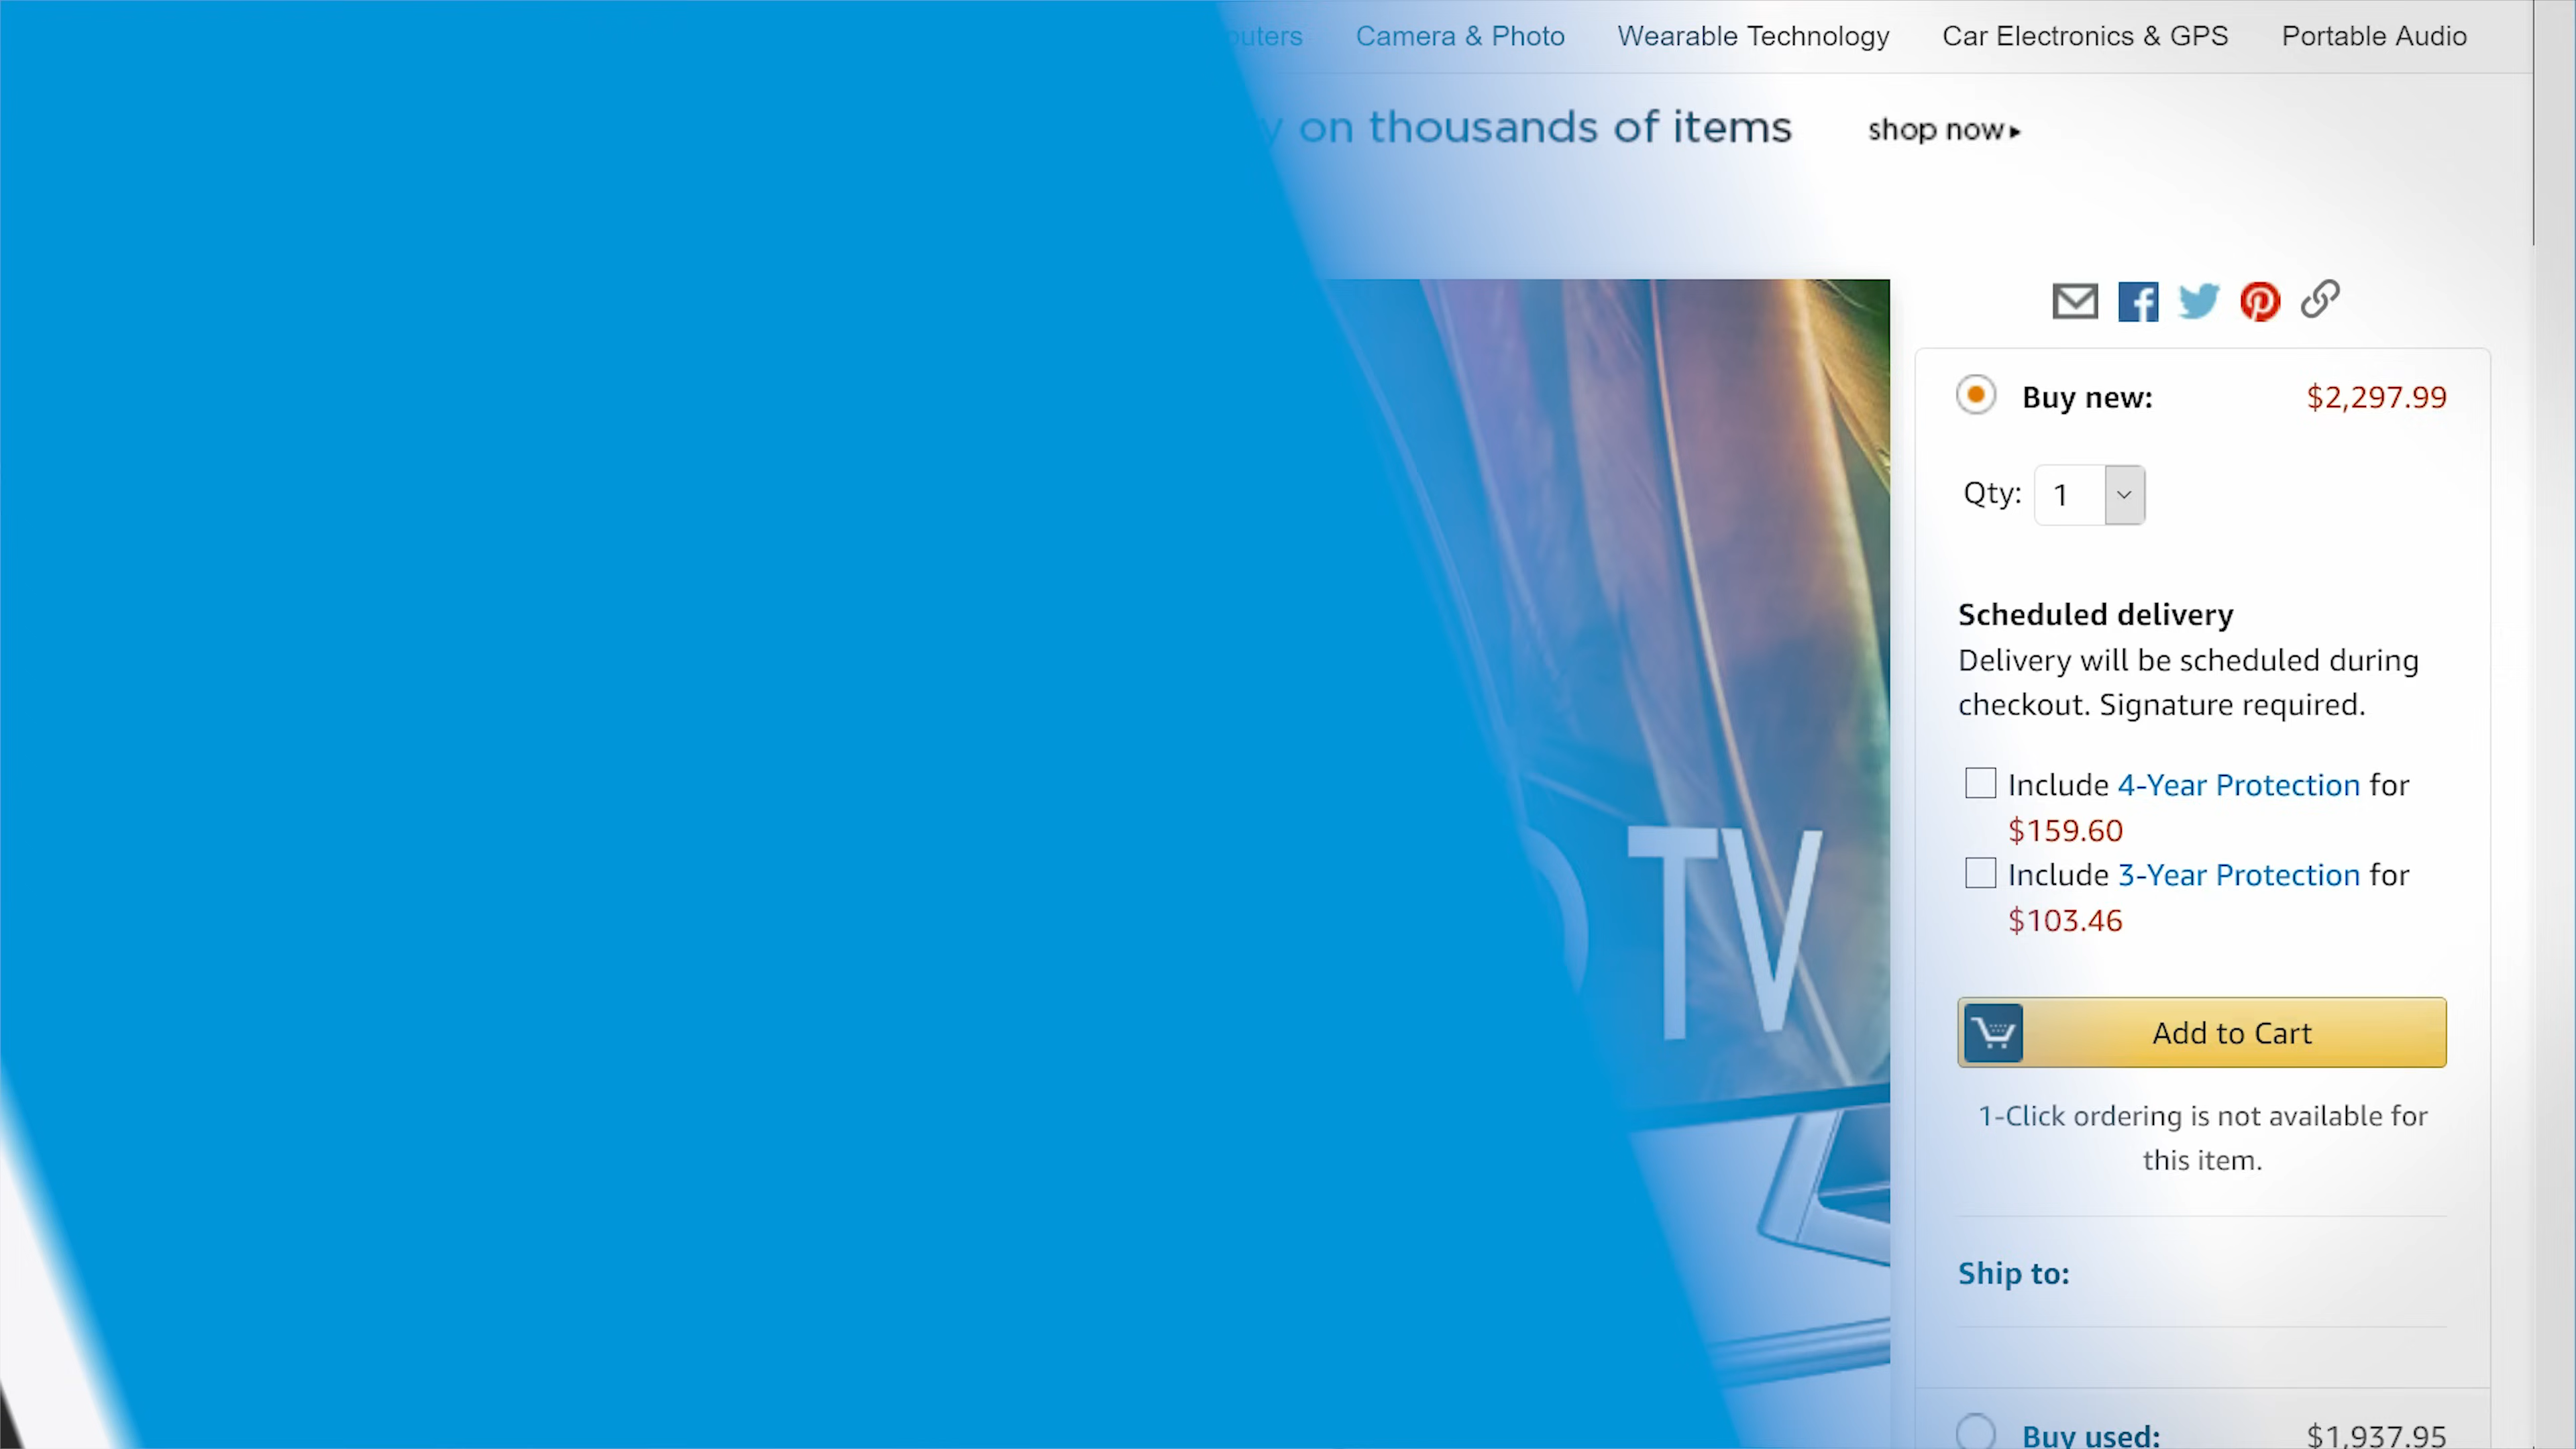 Camera & Photo Wearable Technology Car Electronics & GPS Portable Audio
on thousands of items shop now
Buy new: $2,297.99
Qty: 1
Scheduled delivery
Delivery will be scheduled during
checkout. Signature required.
Include 4-Year Protection for
$159.60
Include 3-Year Protection for
$103.46
TV
Add to Cart
1-Click ordering is not available for
this item.
Ship to:
Buy used: $1,937.95